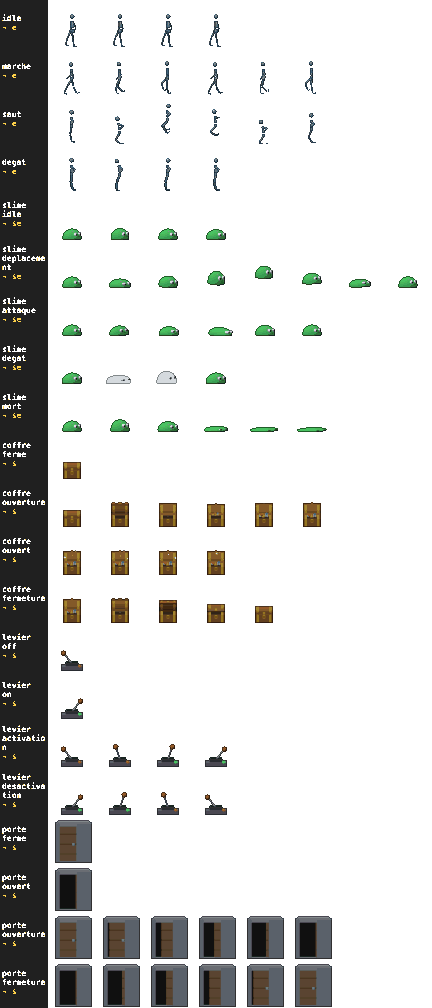 idle
→ e
marche
→ e
saut
→ e
degat
→ e
slime
idle
→ se
slime
deplaceme
nt
→ se
slime
attaque
→ se
slime
degat
→ se
slime
mort
→ se
coffre
ferme
→ s
coffre
ouverture
→ s
coffre
ouvert
→ s
coffre
fermeture
→ s
levier
off
→ s
levier
on
→ s
levier
activatio
n
→ s
levier
desactiva
tion
→ s
porte
ferme
→ s
porte
ouvert
→ s
porte
ouverture
→ s
porte
fermeture
→ s